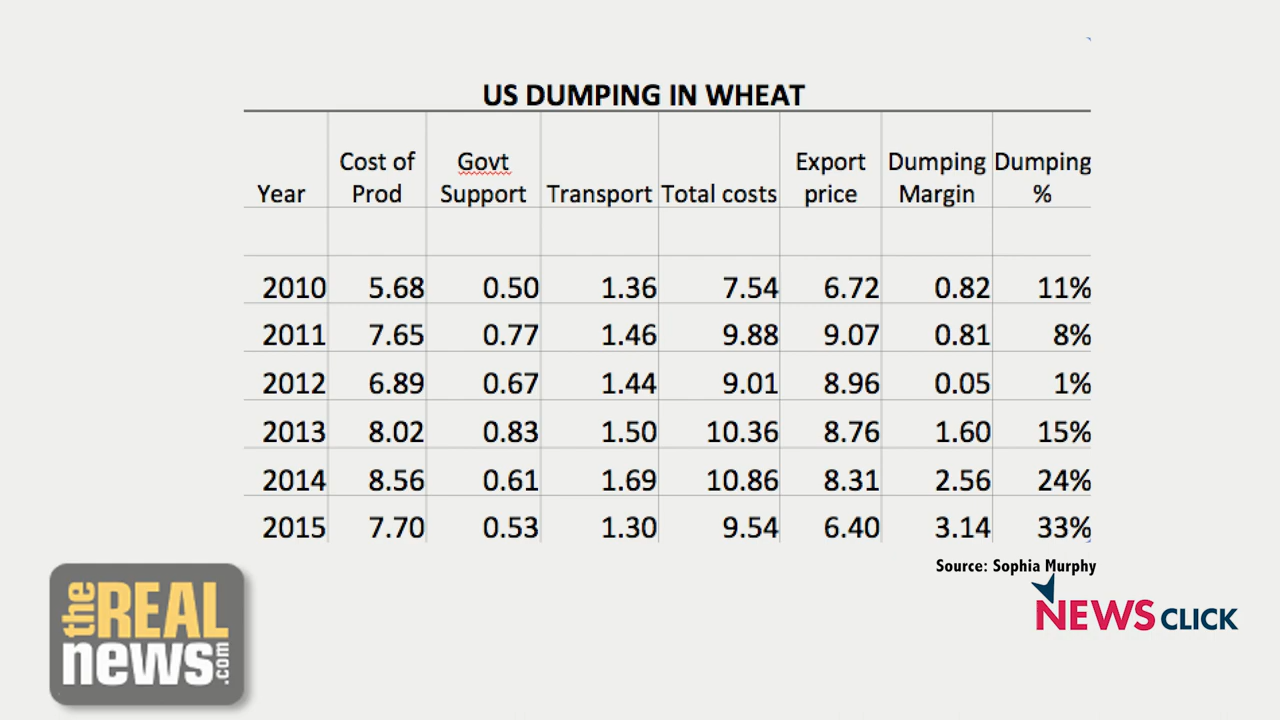 US DUMPING IN WHEAT
Year Cost of Prod Govt Support Transport Total costs Export price Dumping Margin Dumping %
2010 5.68 0.50 1.36 7.54 6.72 0.82 11%
2011 7.65 0.77 1.46 9.88 9.07 0.81 8%
2012 6.89 0.67 1.44 9.01 8.96 0.05 1%
2013 8.02 0.83 1.50 10.36 8.76 1.60 15%
2014 8.56 0.61 1.69 10.86 8.31 2.56 24%
2015 7.70 0.53 1.30 9.54 6.40 3.14 33%
Source: Sophia Murphy
NEWS CLICK
the REAL
news.com